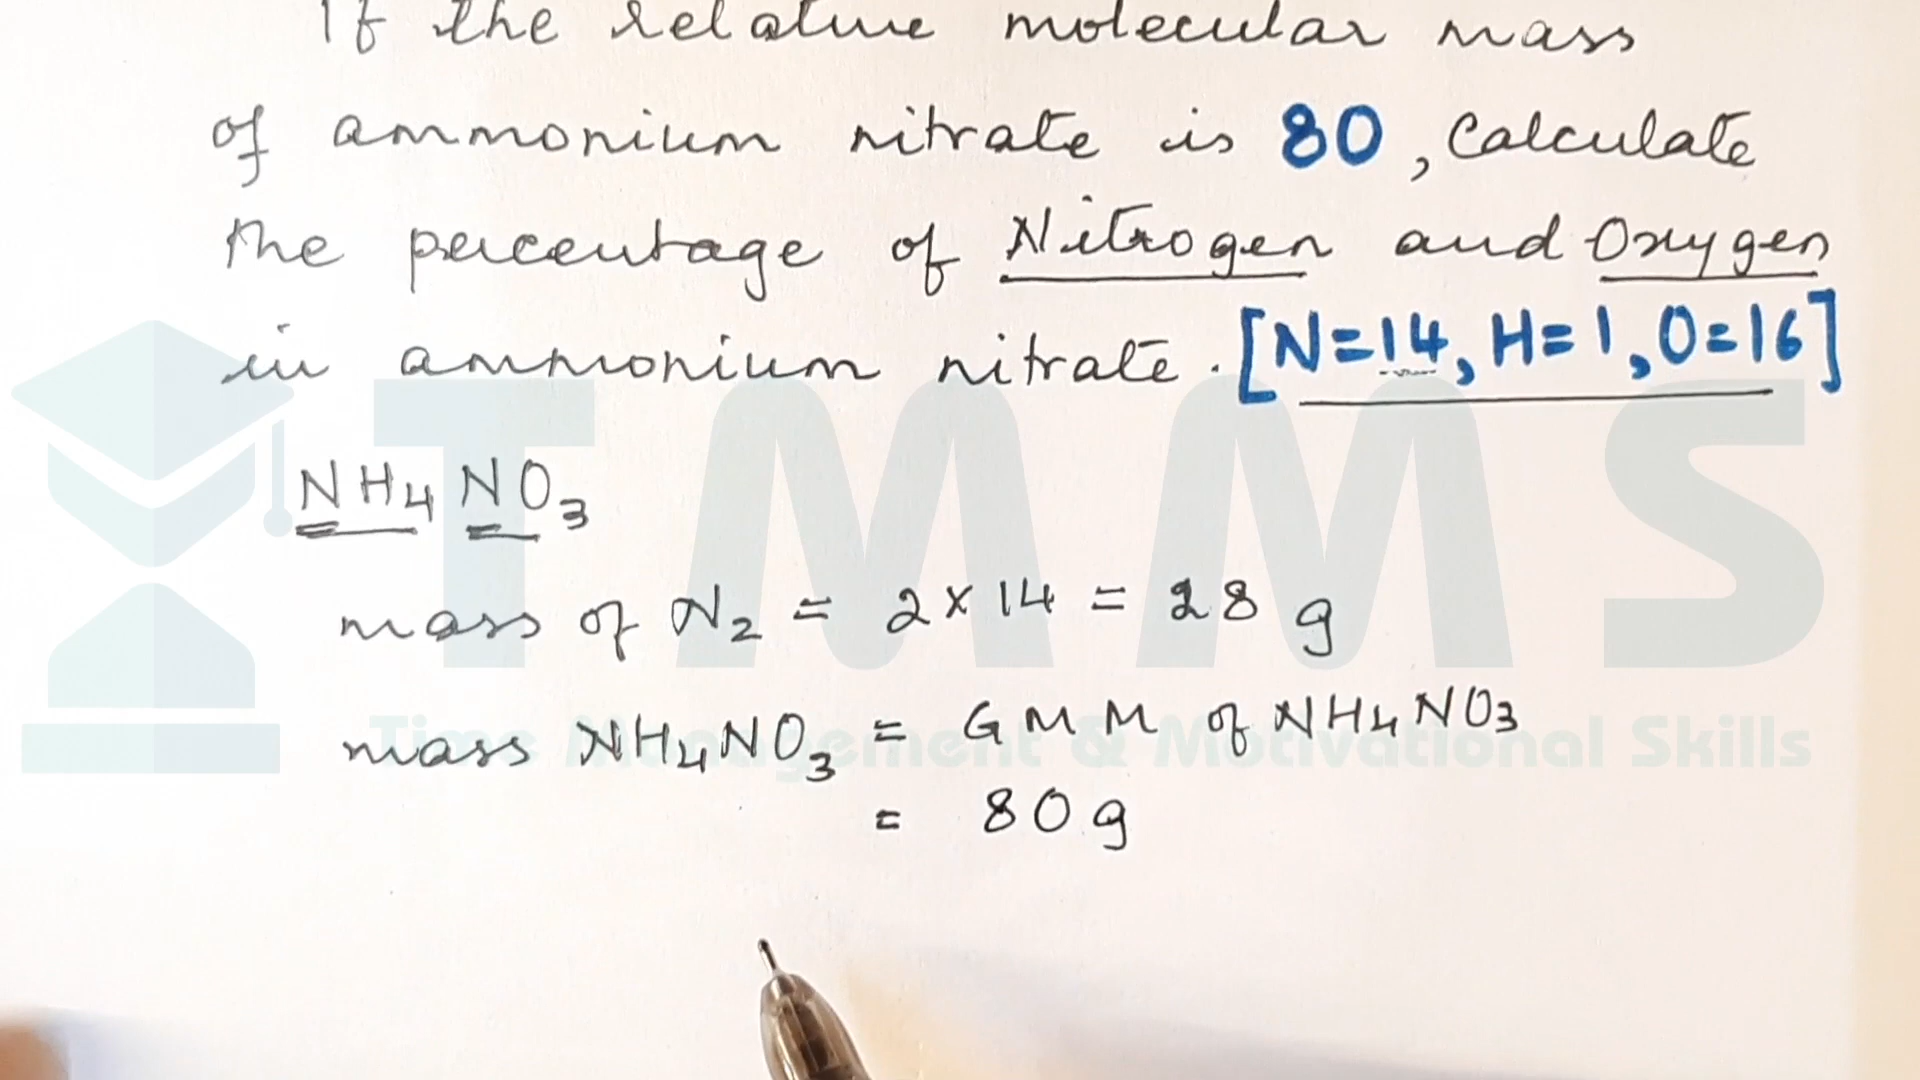 If the relative molecular mass
of ammonium nitrate is 80, Calculate
the percentage of Nitrogen and Oxygen
in ammonium nitrate. [N=14, H=1, O=16]
NH4 NO3
mass of N2 = 2 x 14 = 28 g
mass NH4NO3 = GMM of NH4NO3
= 80 g
TMMS
Time Management & Motivational Skills